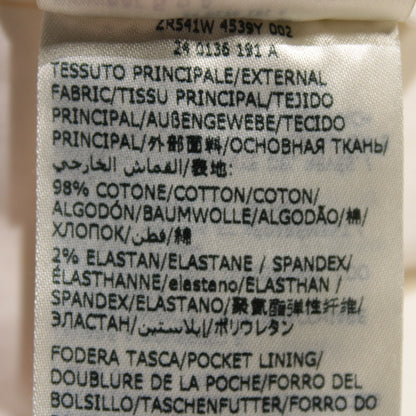 ZR541W 4539Y 002
24 0136 191 A
TESSUTO PRINCIPALE/EXTERNAL
FABRIC/TISSU PRINCIPAL/TEJIDO
PRINCIPAL/AUßENGEWEBE/TECIDO
PRINCIPAL/外部面料/ОСНОВНАЯ ТКАНЬ/
القماش الخارجي/表地:
98% COTONE/COTTON/COTON/
ALGODÓN/BAUMWOLLE/ALGODÃO/棉/
ХЛОПОК/قطن/綿
2% ELASTAN/ELASTANE / SPANDEX/
ÉLASTHANNE/elastano/ELASTHAN /
SPANDEX/ELASTANO/聚氨酯弹性纤维/
ЭЛАСТАН/إيلاستين/ポリウレタン
FODERA TASCA/POCKET LINING/
DOUBLURE DE LA POCHE/FORRO DEL
BOLSILLO/TASCHENFUTTER/FORRO DO